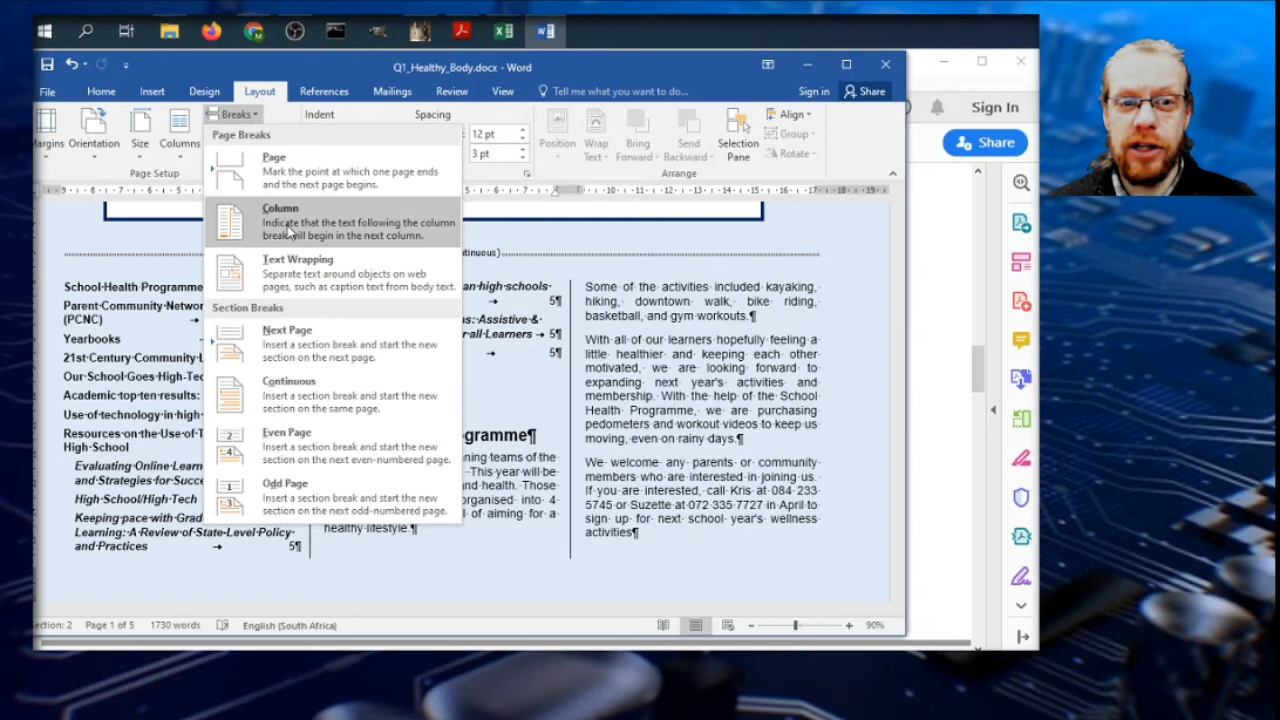 Q1_Healthy_Body.docx - Word
File Home Insert Design Layout References Mailings Review View Tell me what you want to do... Sign in Share
Sign In
Share
Breaks
Indent
Spacing
12 pt
3 pt
Orientation
Size
Columns
Position
Wrap
Text
Bring
Forward
Send
Backward
Selection
Pane
Align
Group
Rotate
Page Setup
Arrange
Page Breaks
Page
Mark the point at which one page ends
and the next page begins.
Column
Indicate that the text following the column
break will begin in the next column.
Text Wrapping
Separate text around objects on web
pages, such as caption text from body text.
Section Breaks
Next Page
Insert a section break and start the new
section on the next page.
Continuous
Insert a section break and start the new
section on the same page.
Even Page
Insert a section break and start the new
section on the next even-numbered page.
Odd Page
Insert a section break and start the new
section on the next odd-numbered page.
School Health Programme
Parent-Community Network
(PCNC)
Yearbooks
21st Century Community
Our School Goes High-Tec
Academic top ten results:
Use of technology in high
Resources on the Use of T
High School
Evaluating Online Learn
and Strategies for Succe
High School/High Tech
Keeping pace with Grad
Learning: A Review of State-Level Policy
and Practices → 5¶
an high schools
→ 5¶
ns: Assistive &
for all Learners → 5¶
→ 5¶
ogramme¶
ning teams of the
This year will be
and health. Those
organised into 4
l of aiming for a
healthy lifestyle.¶
Some of the activities included kayaking,
hiking, downtown walk, bike riding,
basketball, and gym workouts.¶
With all of our learners hopefully feeling a
little healthier and keeping each other
motivated, we are looking forward to
expanding next year's activities and
membership. With the help of the School
Health Programme, we are purchasing
pedometers and workout videos to keep us
moving, even on rainy days.¶
We welcome any parents or community
members who are interested in joining us.
If you are interested, call Kris at 084 233
5745 or Suzette at 072 335 7727 in April to
sign up for next school year's wellness
activities¶
Section: 2 Page 1 of 5 1730 words English (South Africa) 90%